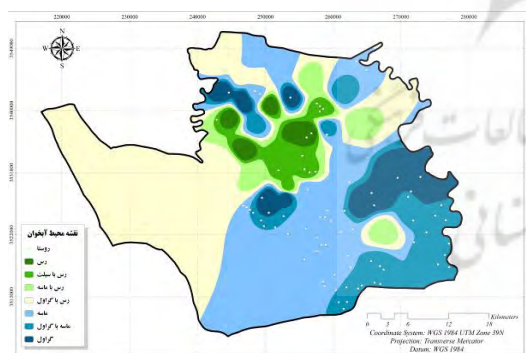 220000 230000 240000 250000 260000 270000 280000
N
W E
S
نقشه محیط آبخوان
روستا
رس
رس با سیلت
رس با ماسه
رس با گراول
ماسه
ماسه با گراول
گراول
Kilometers
0 3 6 12 18
Coordinate System: WGS 1984 UTM Zone 39N
Projection: Transverse Mercator
Datum: WGS 1984